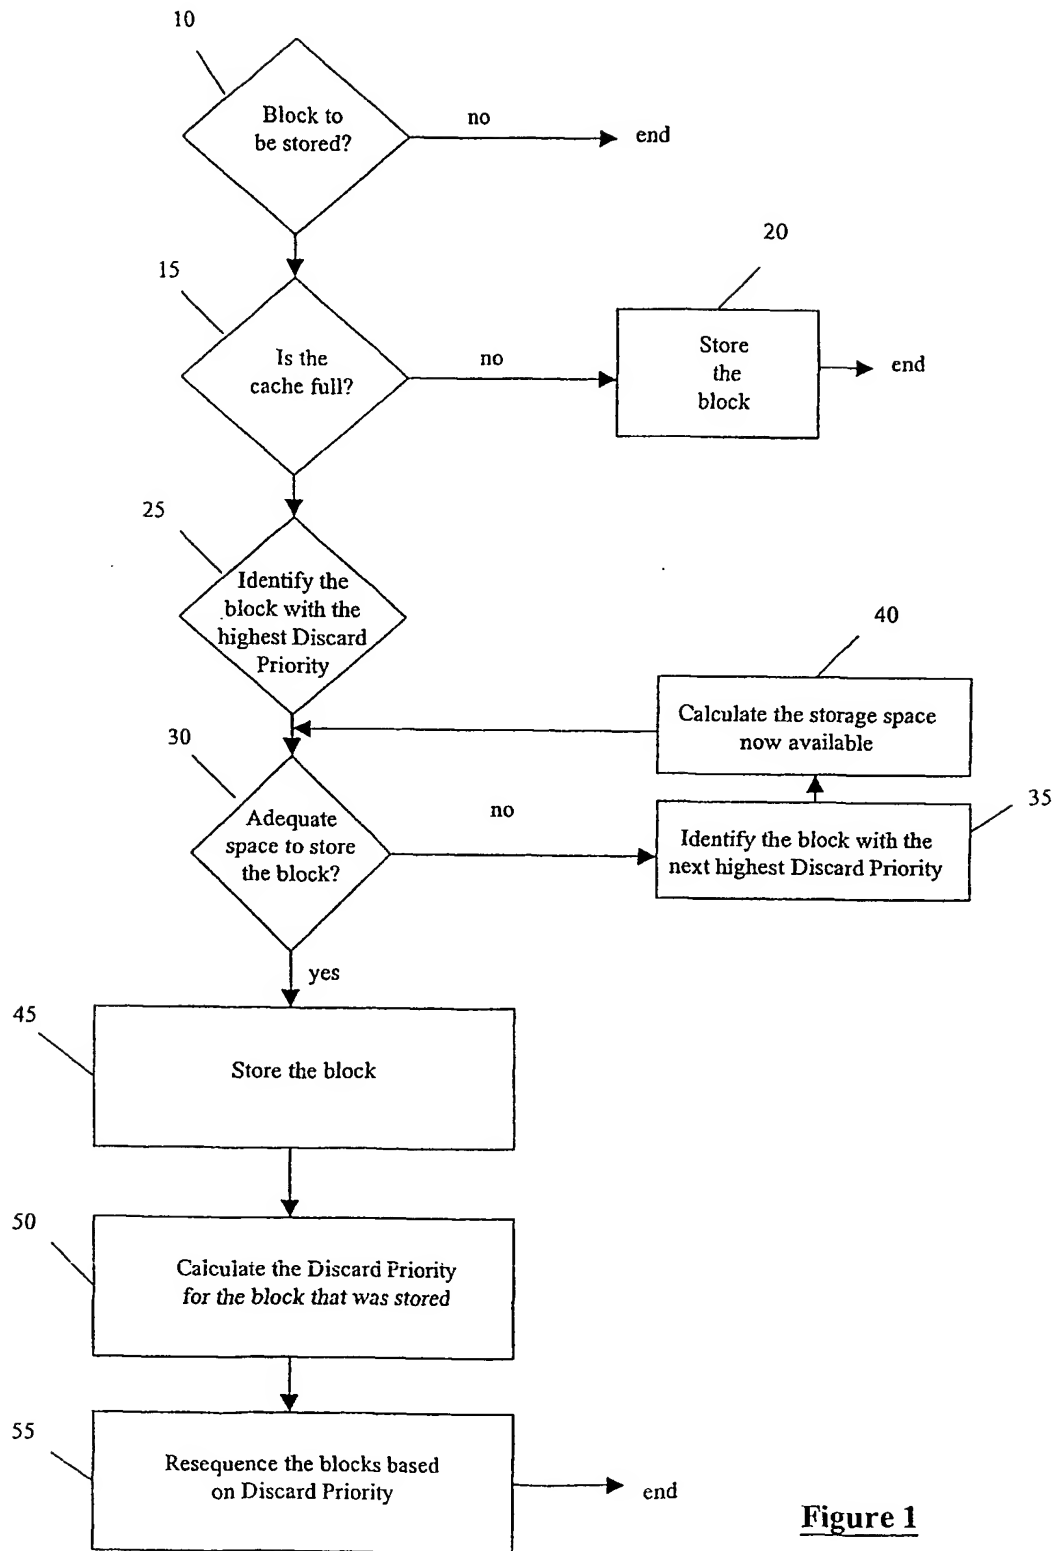 10
Block to
be stored?
no
end
15
Is the
cache full?
no
20
Store
the
block
end
25
Identify the
block with the
highest Discard
Priority
40
Calculate the storage space
now available
30
Adequate
space to store
the block?
no
35
Identify the block with the
next highest Discard Priority
yes
45
Store the block
50
Calculate the Discard Priority
for the block that was stored
55
Resequence the blocks based
on Discard Priority
end
Figure 1